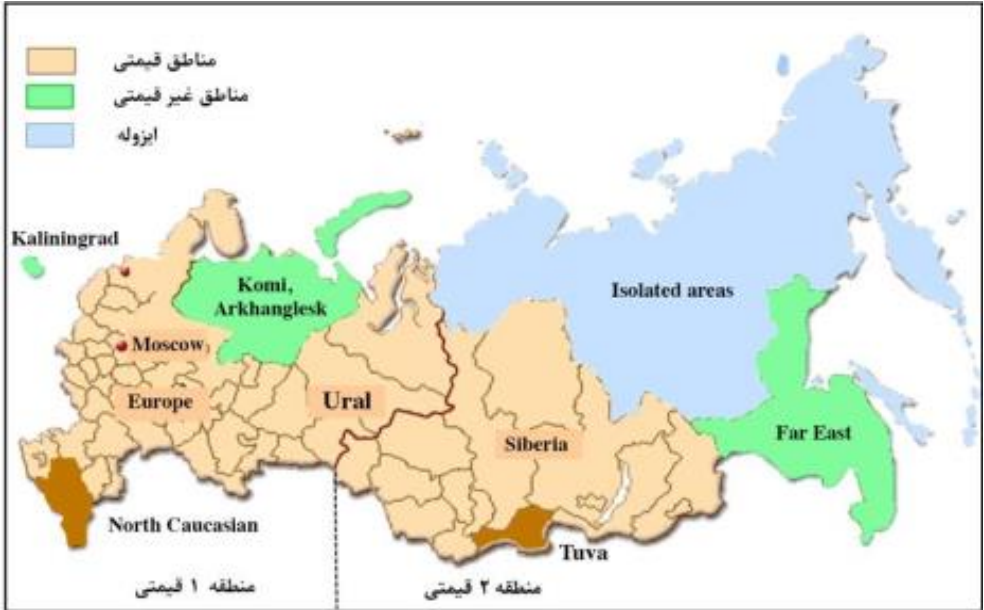 مناطق قیمتی
مناطق غیر قیمتی
ایزوله
Kaliningrad
Komi,
Arkhanglesk
Isolated areas
Moscow
Europe
Ural
Siberia
Far East
North Caucasian
Tuva
منطقه ۱ قیمتی
منطقه ۲ قیمتی